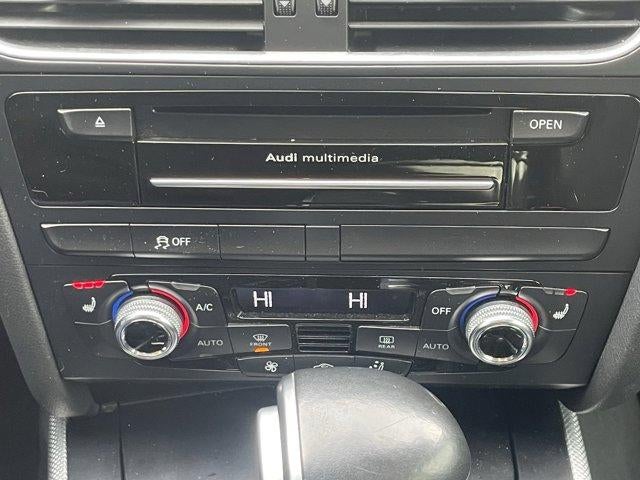 OPEN
Audi multimedia
OFF
HI HI
A/C
OFF
AUTO
FRONT
REAR
AUTO